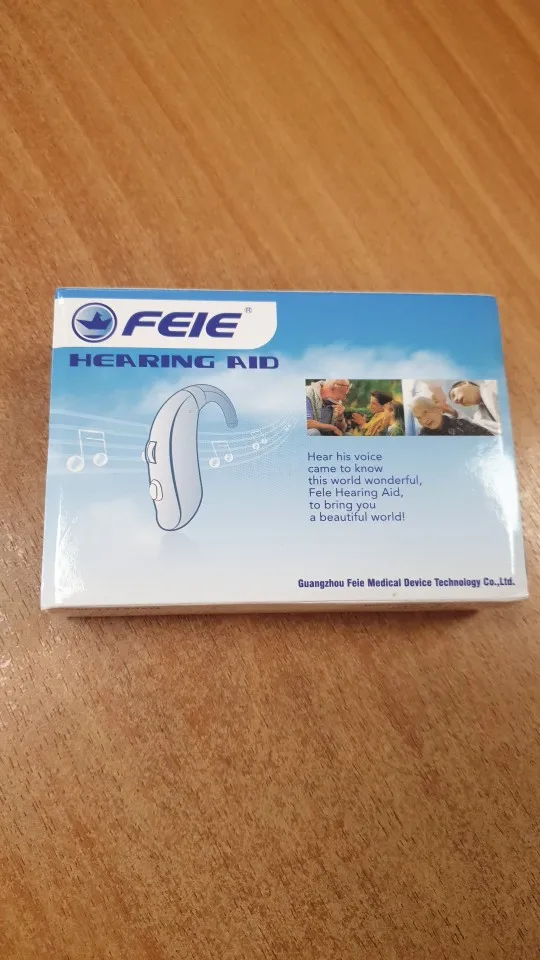 FEIE®
HEARING AID
Hear his voice
came to know
this world wonderful,
Feie Hearing Aid,
to bring you
a beautiful world!
Guangzhou Feie Medical Device Technology Co.,Ltd.